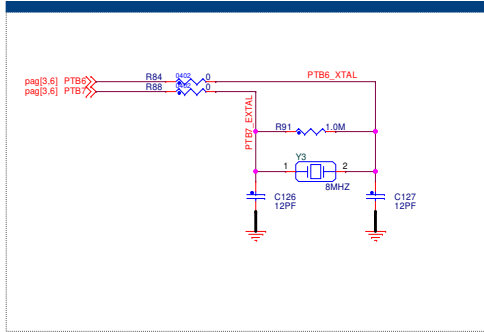 pag[3,6] PTB6 R84 0402 0 PTB6_XTAL
pag[3,6] PTB7 R88 0402 0
PTB7_EXTAL
R91 1.0M
Y3
1 2
8MHZ
C126 C127
12PF 12PF